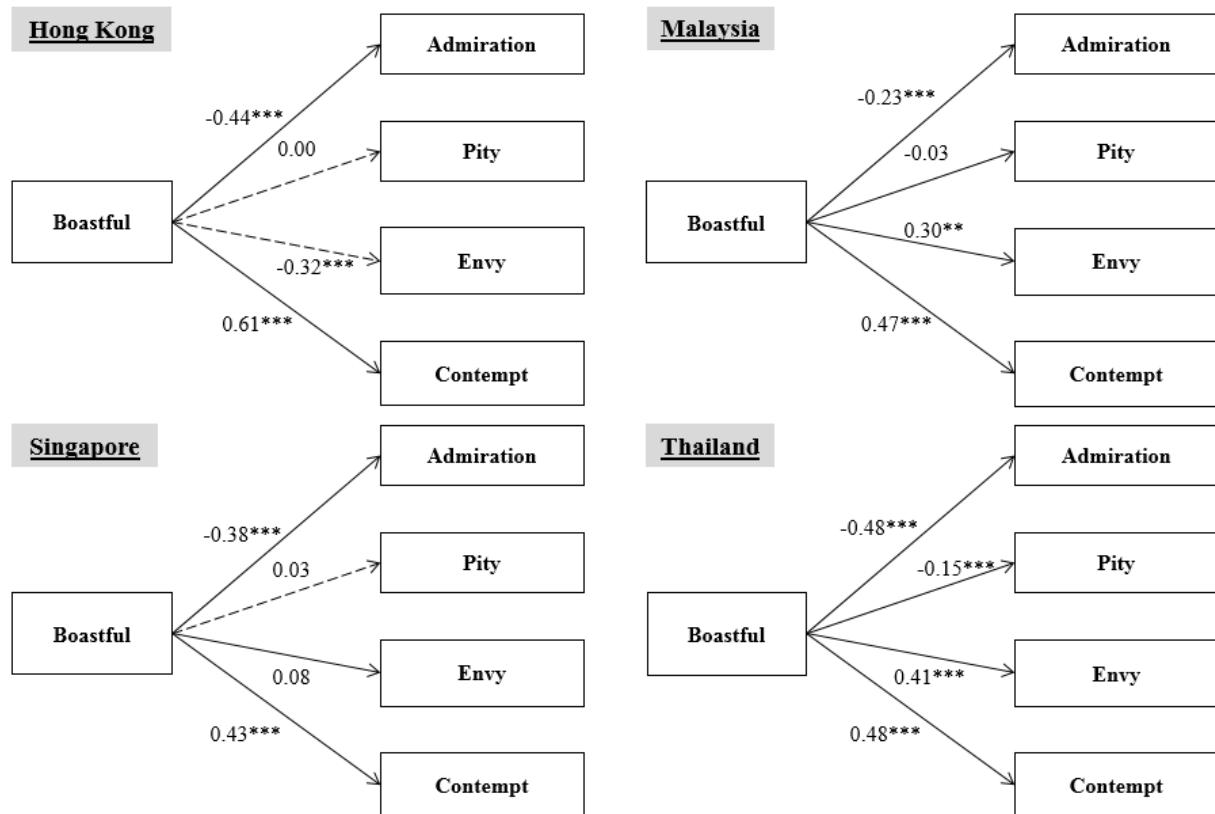 Hong Kong
Admiration
-0.44***
0.00
Pity
Boastful
-0.32***
Envy
0.61***
Contempt
Malaysia
Admiration
-0.23***
-0.03
Pity
Boastful
0.30**
Envy
0.47***
Contempt
Singapore
Admiration
-0.38***
0.03
Pity
Boastful
0.08
Envy
0.43***
Contempt
Thailand
Admiration
-0.48***
-0.15***
Pity
Boastful
0.41***
Envy
0.48***
Contempt